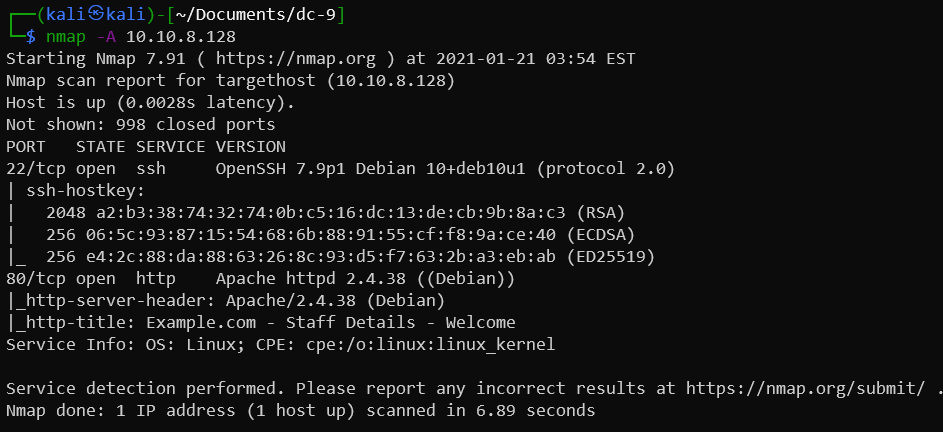 ┌──(kali㉿kali)-[~/Documents/dc-9]
└─$ nmap -A 10.10.8.128
Starting Nmap 7.91 ( https://nmap.org ) at 2021-01-21 03:54 EST
Nmap scan report for targethost (10.10.8.128)
Host is up (0.0028s latency).
Not shown: 998 closed ports
PORT   STATE SERVICE VERSION
22/tcp open  ssh     OpenSSH 7.9p1 Debian 10+deb10u1 (protocol 2.0)
| ssh-hostkey:
|   2048 a2:b3:38:74:32:74:0b:c5:16:dc:13:de:cb:9b:8a:c3 (RSA)
|   256 06:5c:93:87:15:54:68:6b:88:91:55:cf:f8:9a:ce:40 (ECDSA)
|_  256 e4:2c:88:da:88:63:26:8c:93:d5:f7:63:2b:a3:eb:ab (ED25519)
80/tcp open  http    Apache httpd 2.4.38 ((Debian))
|_http-server-header: Apache/2.4.38 (Debian)
|_http-title: Example.com - Staff Details - Welcome
Service Info: OS: Linux; CPE: cpe:/o:linux:linux_kernel

Service detection performed. Please report any incorrect results at https://nmap.org/submit/ .
Nmap done: 1 IP address (1 host up) scanned in 6.89 seconds